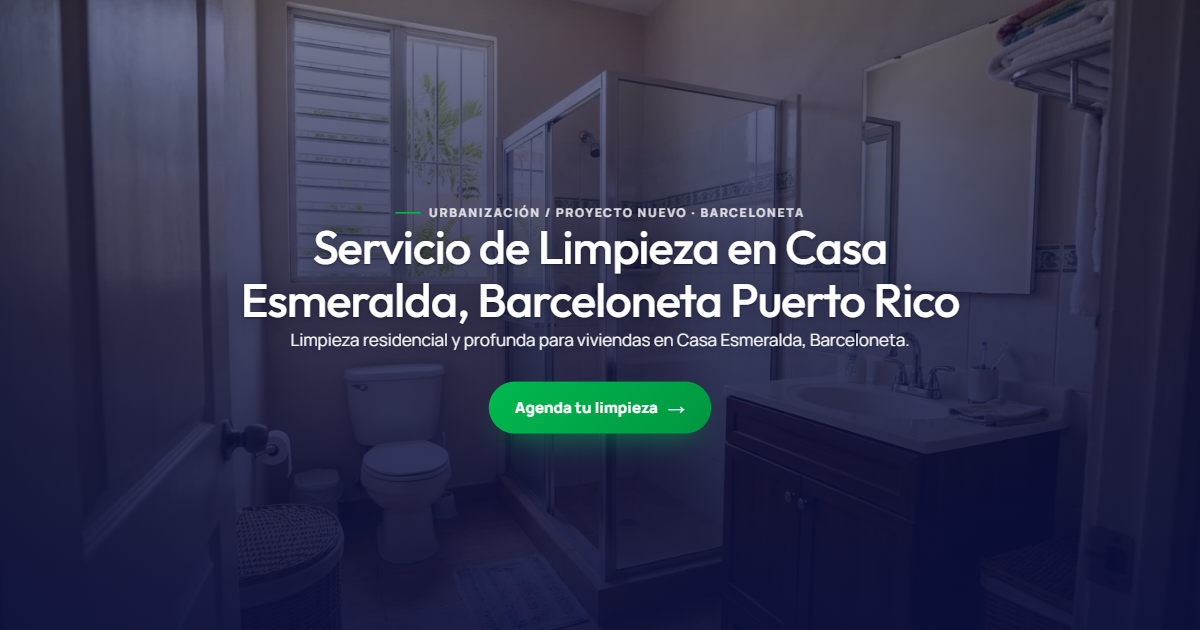 URBANIZACIÓN / PROYECTO NUEVO · BARCELONETA
Servicio de Limpieza en Casa
Esmeralda, Barceloneta Puerto Rico
Limpieza residencial y profunda para viviendas en Casa Esmeralda, Barceloneta.
Agenda tu limpieza →